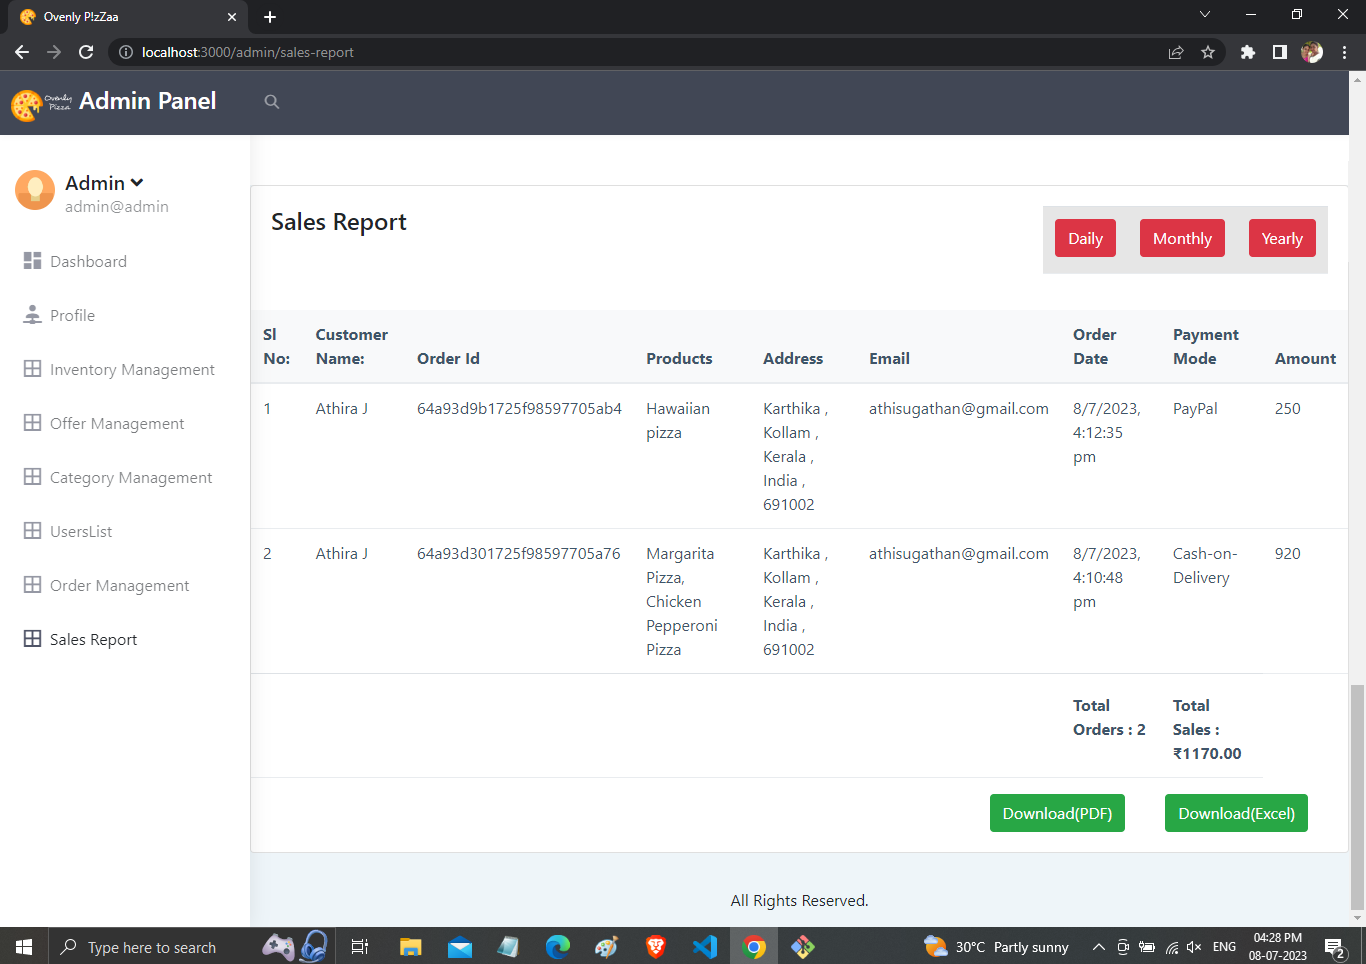 Ovenly P!zZaa
localhost:3000/admin/sales-report
Ovenly
Pizza
Admin Panel
Admin
admin@admin
Dashboard
Profile
Inventory Management
Offer Management
Category Management
UsersList
Order Management
Sales Report
Sales Report
Daily
Monthly
Yearly
Sl No:
Customer Name:
Order Id
Products
Address
Email
Order Date
Payment Mode
Amount
1
Athira J
64a93d9b1725f98597705ab4
Hawaiian
pizza
Karthika ,
Kollam ,
Kerala ,
India ,
691002
athisugathan@gmail.com
8/7/2023,
4:12:35
pm
PayPal
250
2
Athira J
64a93d301725f98597705a76
Margarita
Pizza,
Chicken
Pepperoni
Pizza
Karthika ,
Kollam ,
Kerala ,
India ,
691002
athisugathan@gmail.com
8/7/2023,
4:10:48
pm
Cash-on-
Delivery
920
Total
Orders : 2
Total
Sales :
₹1170.00
Download(PDF)
Download(Excel)
All Rights Reserved.
Type here to search
30°C Partly sunny
ENG
04:28 PM
08-07-2023
2